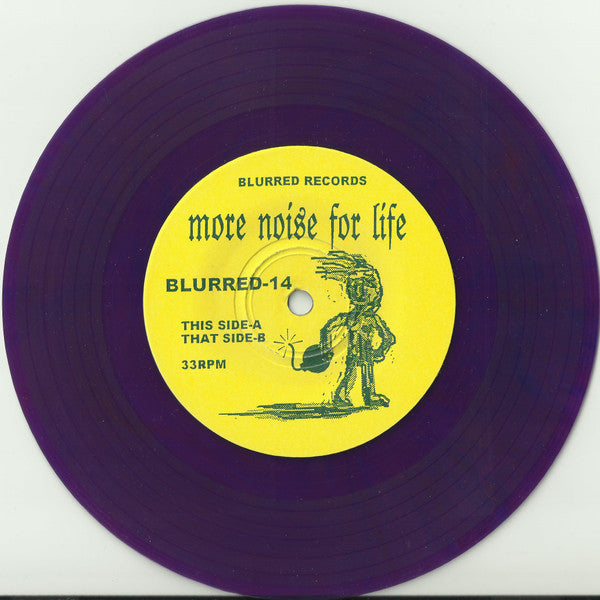 BLURRED RECORDS
more noise for life
BLURRED-14
THIS SIDE-A
THAT SIDE-B
33RPM